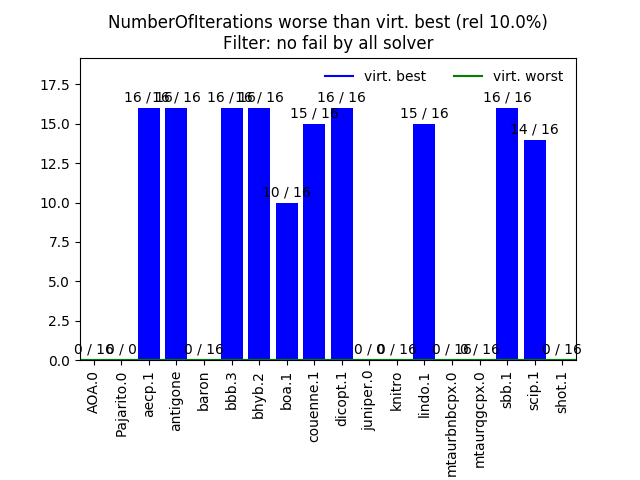 NumberOfIterations worse than virt. best (rel 10.0%)
Filter: no fail by all solver
virt. best
virt. worst
17.5
15.0
12.5
10.0
7.5
5.0
2.5
0.0
0 / 16
0 / 0
16 / 16
16 / 16
0 / 16
16 / 16
16 / 16
10 / 16
15 / 16
16 / 16
0 / 0
0 / 16
15 / 16
0 / 16
0 / 16
16 / 16
14 / 16
0 / 16
AOA.0
Pajarito.0
aecp.1
antigone
baron
bbb.3
bhyb.2
boa.1
couenne.1
dicopt.1
juniper.0
knitro
lindo.1
mtaurbnbcpx.0
mtaurqgcpx.0
sbb.1
scip.1
shot.1